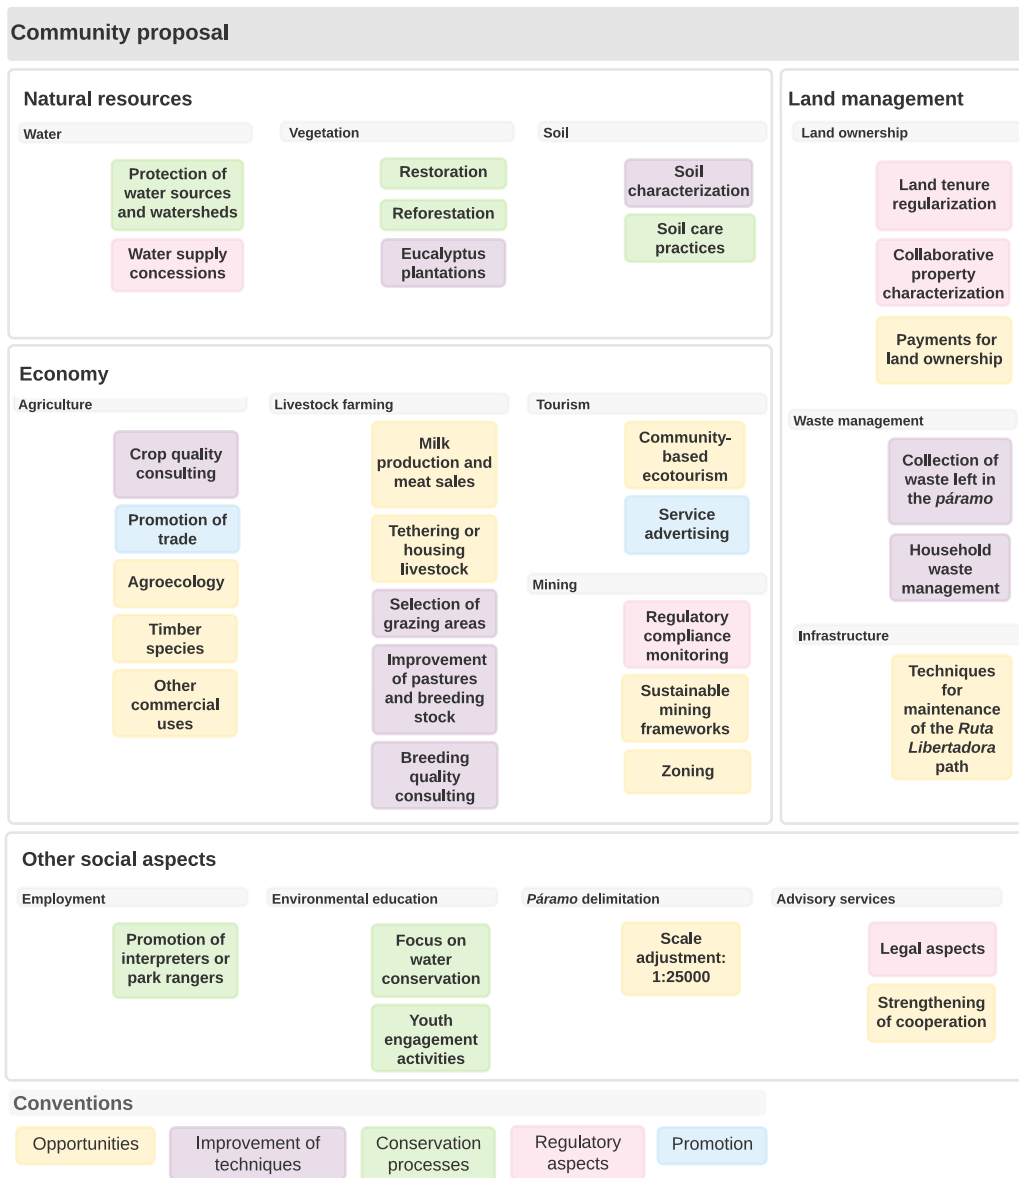 Community proposal
Natural resources
Water
Protection of
water sources
and watersheds
Water supply
concessions
Vegetation
Restoration
Reforestation
Eucalyptus
plantations
Soil
Soil
characterization
Soil care
practices
Land management
Land ownership
Land tenure
regularization
Collaborative
property
characterization
Payments for
land ownership
Waste management
Collection of
waste left in
the páramo
Household
waste
management
Infrastructure
Techniques
for
maintenance
of the Ruta
Libertadora
path
Economy
Agriculture
Crop quality
consulting
Promotion of
trade
Agroecology
Timber
species
Other
commercial
uses
Livestock farming
Milk
production and
meat sales
Tethering or
housing
livestock
Selection of
grazing areas
Improvement
of pastures
and breeding
stock
Breeding
quality
consulting
Tourism
Community-
based
ecotourism
Service
advertising
Mining
Regulatory
compliance
monitoring
Sustainable
mining
frameworks
Zoning
Other social aspects
Employment
Promotion of
interpreters or
park rangers
Environmental education
Focus on
water
conservation
Youth
engagement
activities
Páramo delimitation
Scale
adjustment:
1:25000
Advisory services
Legal aspects
Strengthening
of cooperation
Conventions
Opportunities
Improvement of
techniques
Conservation
processes
Regulatory
aspects
Promotion